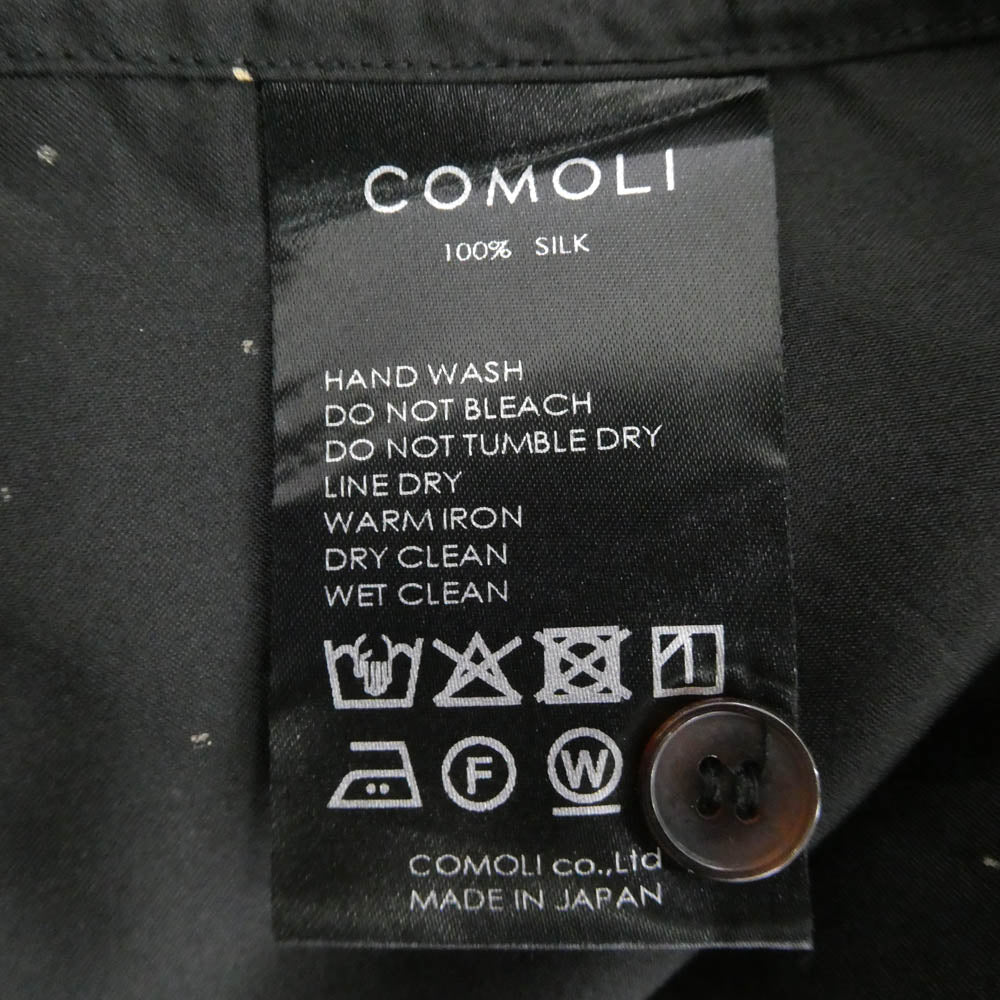 COMOLI
100% SILK
HAND WASH
DO NOT BLEACH
DO NOT TUMBLE DRY
LINE DRY
WARM IRON
DRY CLEAN
WET CLEAN
F W
COMOLI co.,Ltd
MADE IN JAPAN